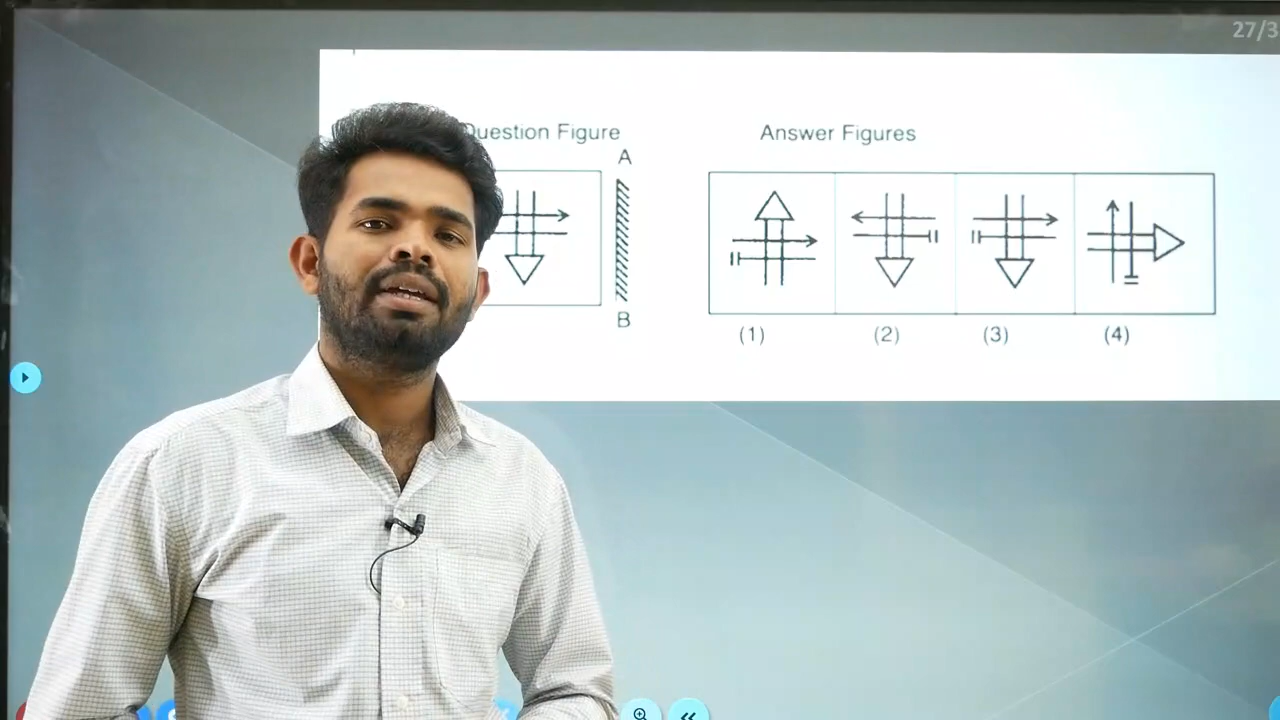 27/3
Question Figure
Answer Figures
A
B
(1)
(2)
(3)
(4)